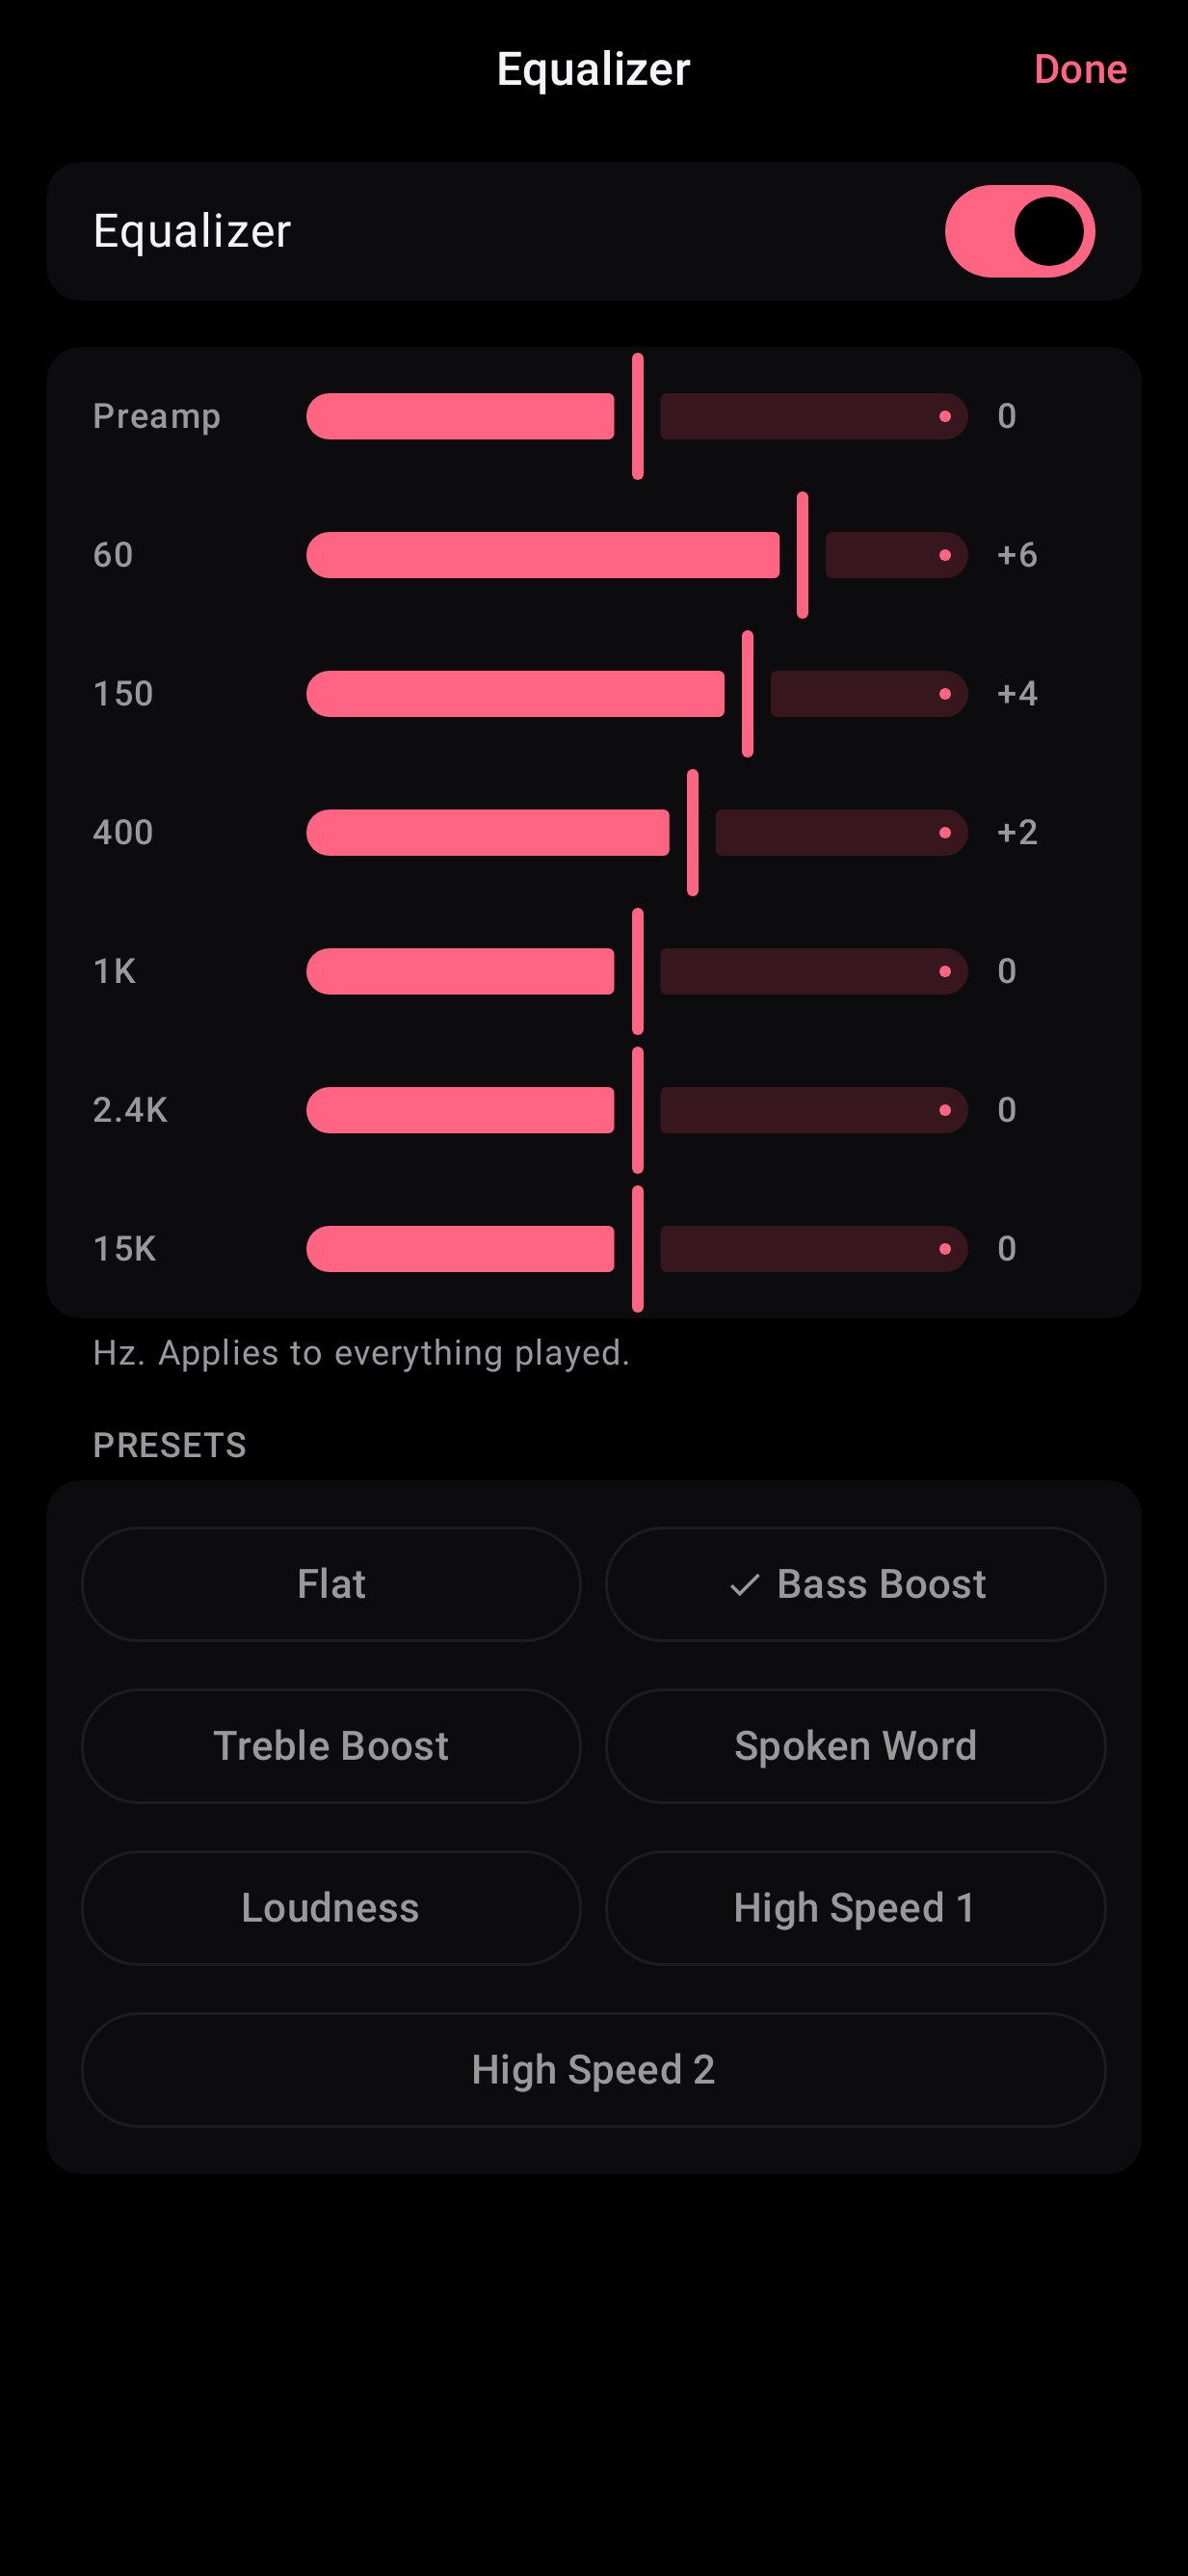 Equalizer
Done
Equalizer
Preamp 0
60 +6
150 +4
400 +2
1K 0
2.4K 0
15K 0
Hz. Applies to everything played.
PRESETS
Flat
Bass Boost
Treble Boost
Spoken Word
Loudness
High Speed 1
High Speed 2